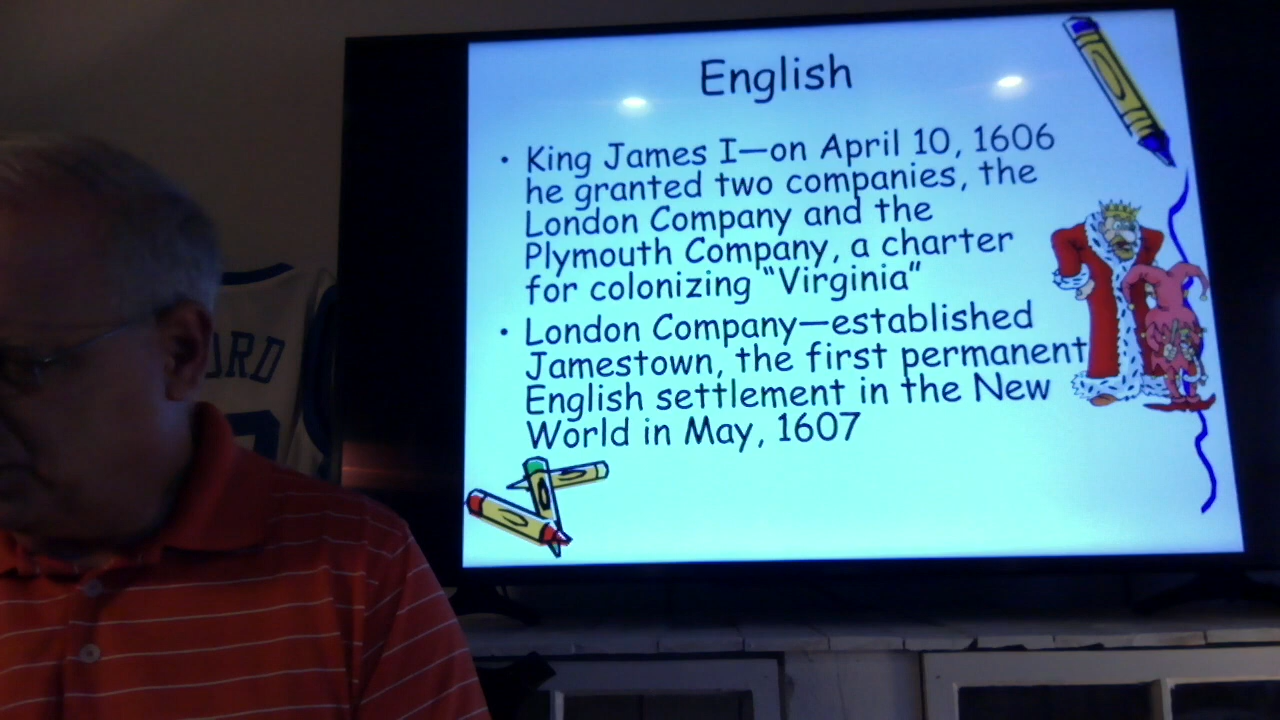 English
• King James I—on April 10, 1606
he granted two companies, the
London Company and the
Plymouth Company, a charter
for colonizing "Virginia"
• London Company—established
Jamestown, the first permanent
English settlement in the New
World in May, 1607